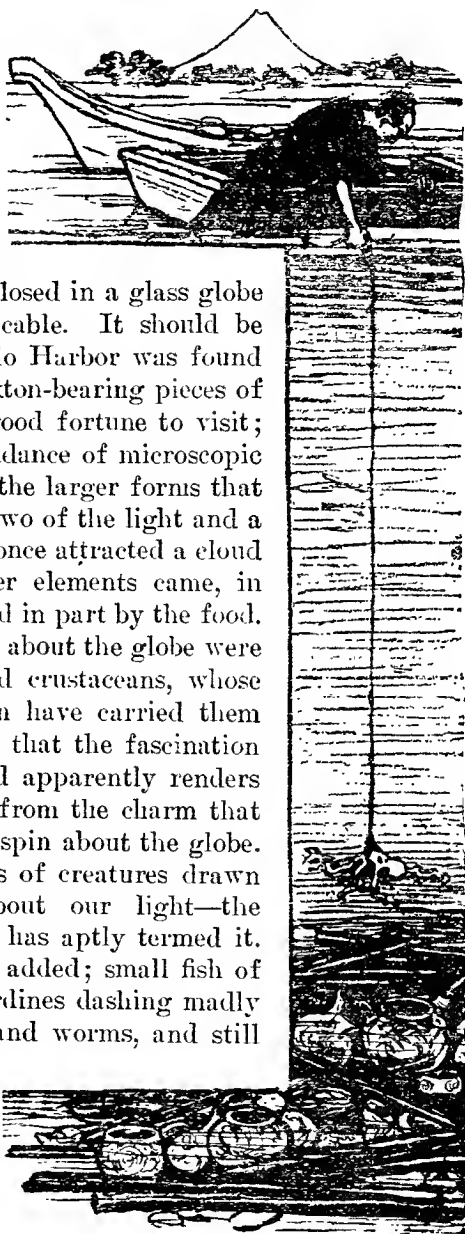 losed in a glass globe
cable. It should be
io Harbor was found
kton-bearing pieces of
ood fortune to visit;
dance of microscopic
the larger forms that
wo of the light and a
once attracted a cloud
er elements came, in
d in part by the food.
about the globe were
d crustaceans, whose
n have carried them
that the fascination
d apparently renders
from the charm that
spin about the globe.
s of creatures drawn
bout our light—the
has aptly termed it.
added; small fish of
rdines dashing madly
and worms, and still